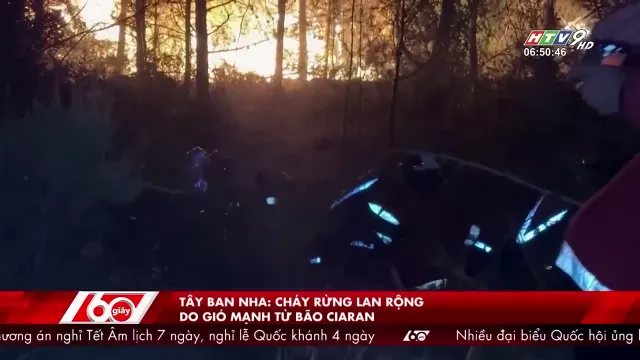 HTV9 HD
06:50:46
60 giây
TÂY BAN NHA: CHÁY RỪNG LAN RỘNG
DO GIÓ MẠNH TỪ BÃO CIARAN
hương án nghỉ Tết Âm lịch 7 ngày, nghỉ lễ Quốc khánh 4 ngày 60 Nhiều đại biểu Quốc hội ủng